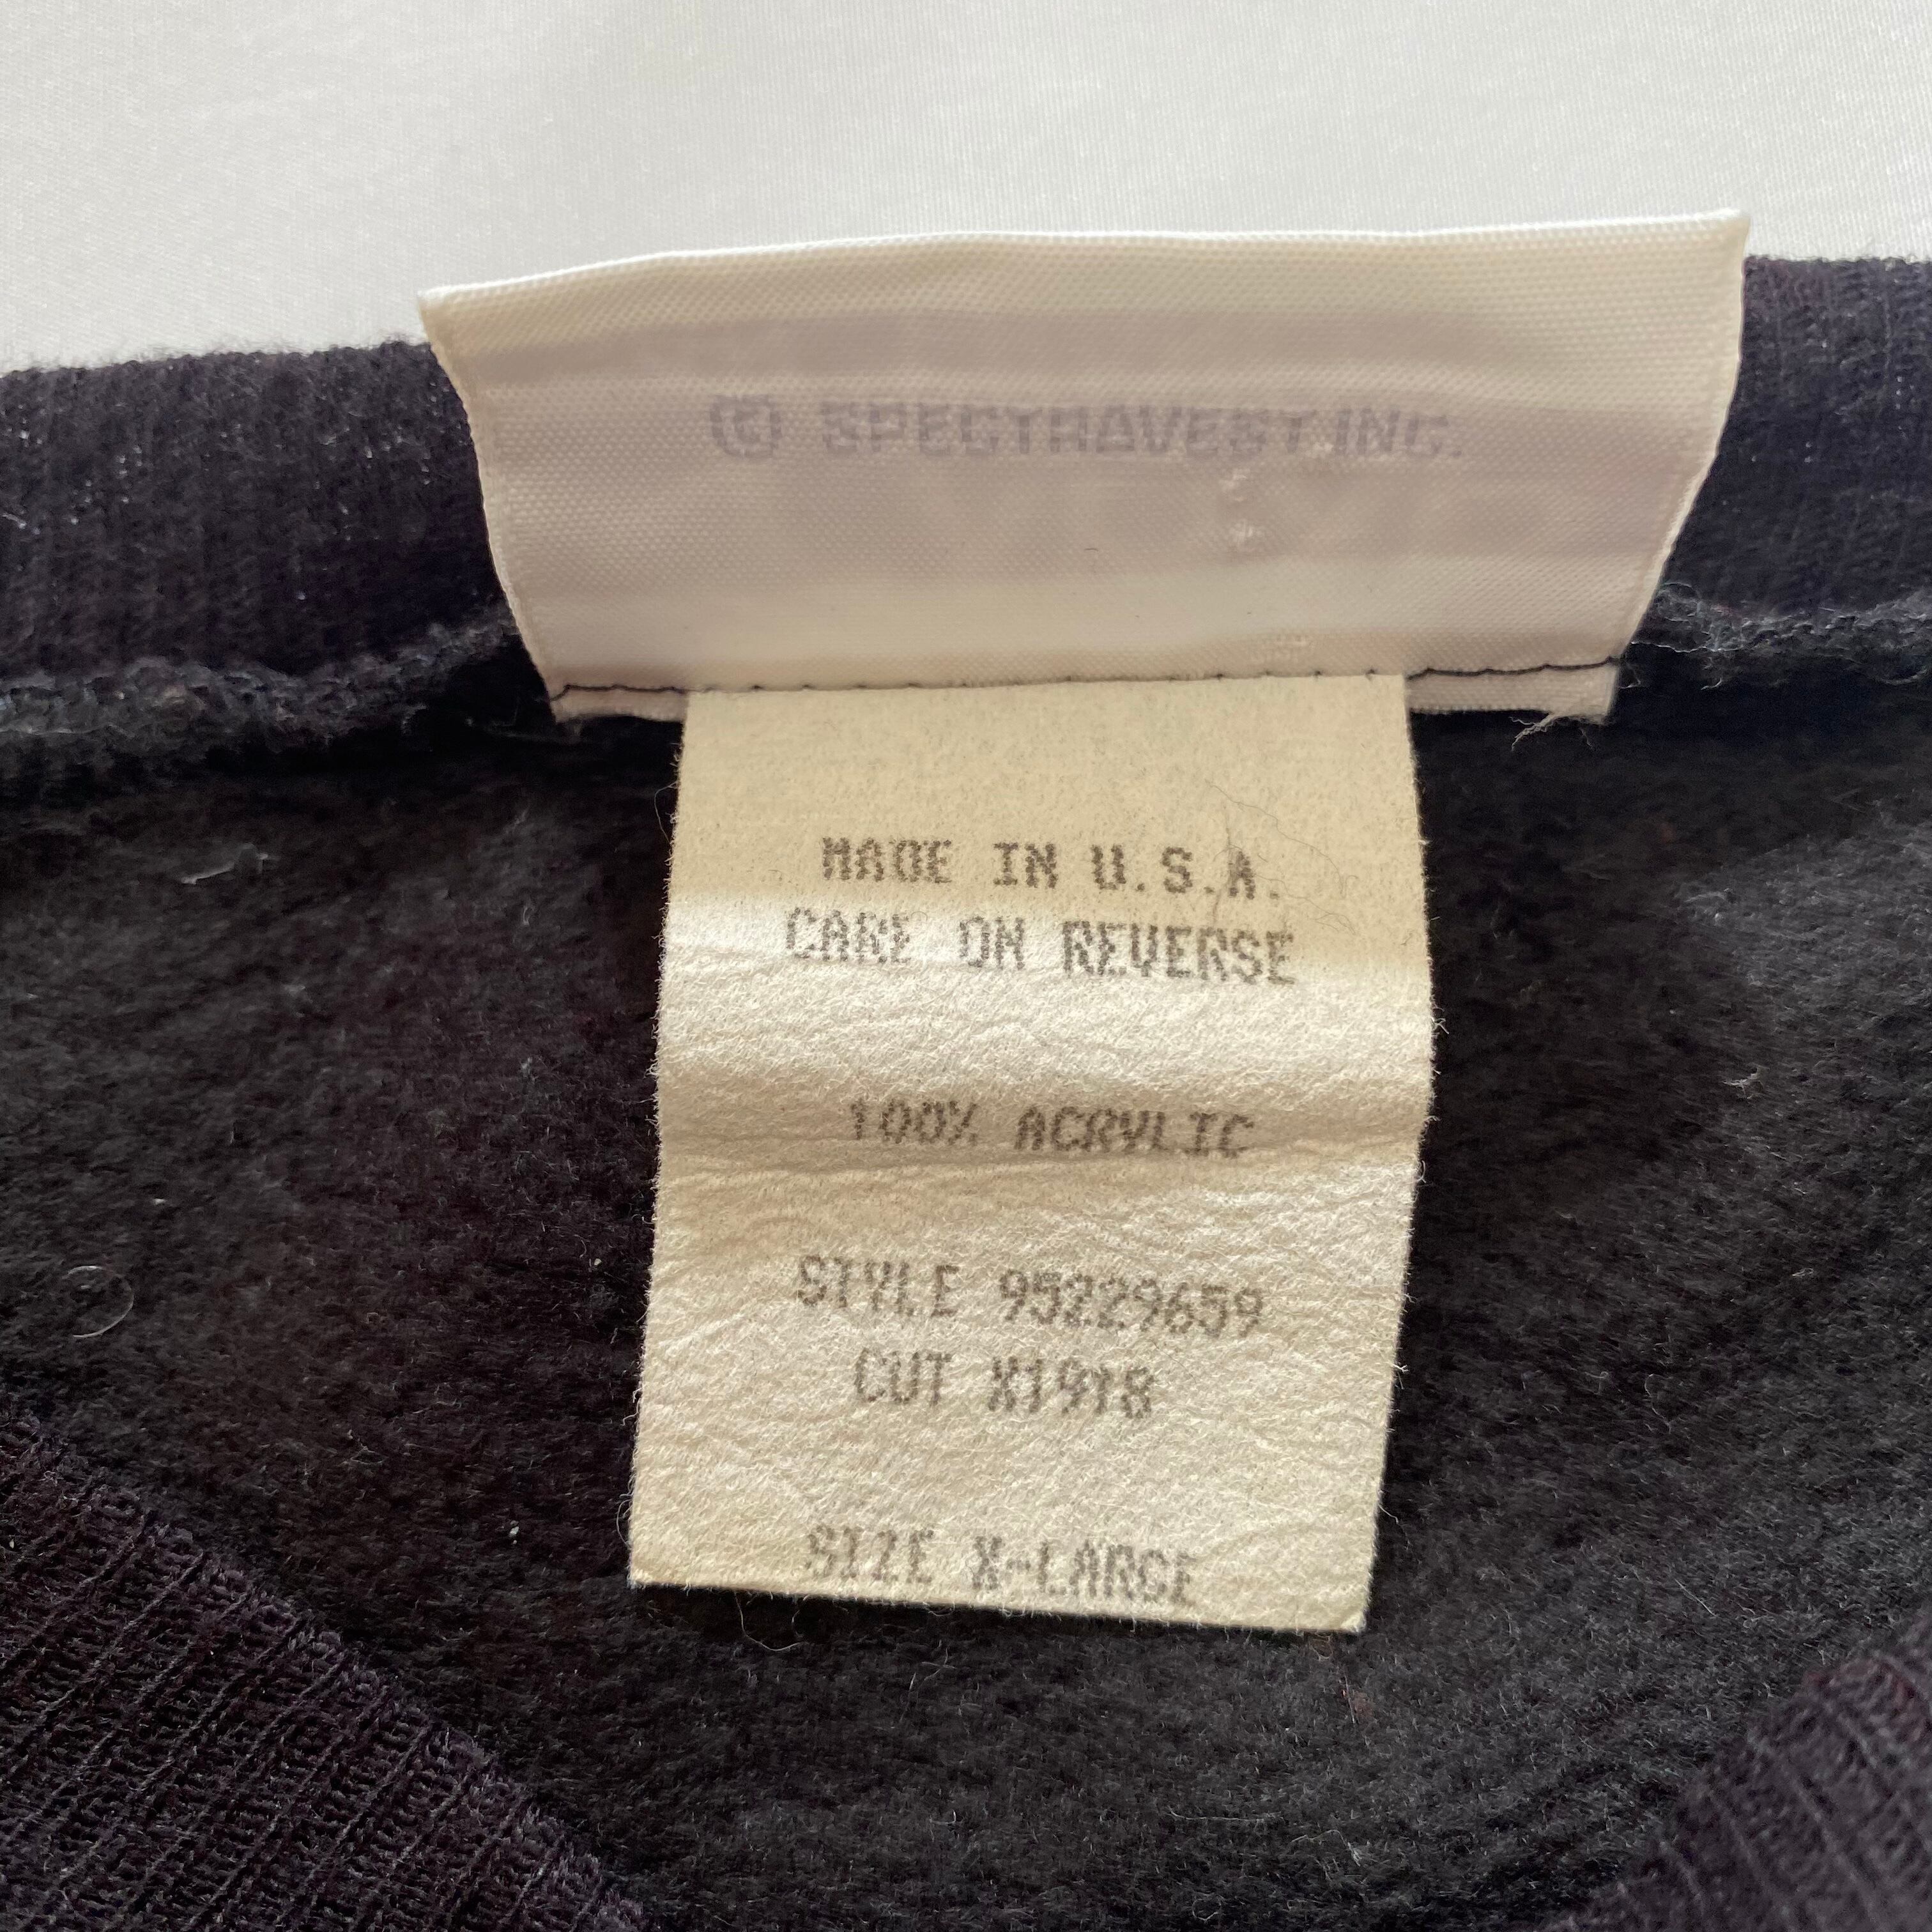 © SPECTRAVEST INC.
MADE IN U.S.A.
CARE ON REVERSE
100% ACRYLIC
STYLE 95229659
CUT X1918
SIZE X-LARGE